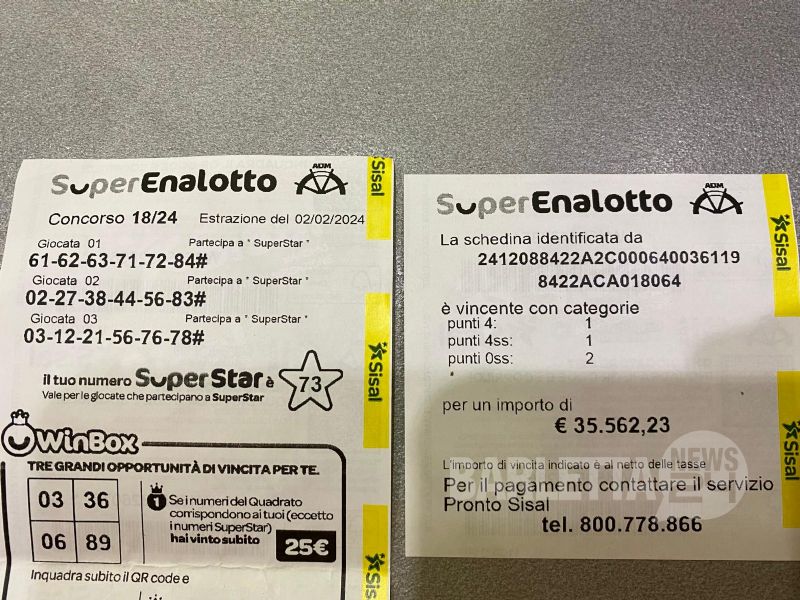 SuperEnalotto
ADM
Sisal
Concorso 18/24 Estrazione del 02/02/2024
Giocata 01 Partecipa a " SuperStar "
61-62-63-71-72-84#
Giocata 02 Partecipa a " SuperStar "
02-27-38-44-56-83#
Giocata 03 Partecipa a " SuperStar "
03-12-21-56-76-78#
Sisal
il tuo numero SuperStar è 73
Vale per le giocate che partecipano a SuperStar
WinBox
TRE GRANDI OPPORTUNITÀ DI VINCITA PER TE.
03 36
06 89
1 Se i numeri del Quadrato
corrispondono ai tuoi (eccetto
i numeri SuperStar)
hai vinto subito 25€
Inquadra subito il QR code e
Sisal
SuperEnalotto
ADM
Sisal
La schedina identificata da
2412088422A2C000640036119
8422ACA018064
è vincente con categorie
punti 4: 1
punti 4ss: 1
punti 0ss: 2
per un importo di
€ 35.562,23
L'importo di vincita indicato è al netto delle tasse
Per il pagamento contattare il servizio
Pronto Sisal
tel. 800.778.866
Sisal
BARLETTA NEWS 24